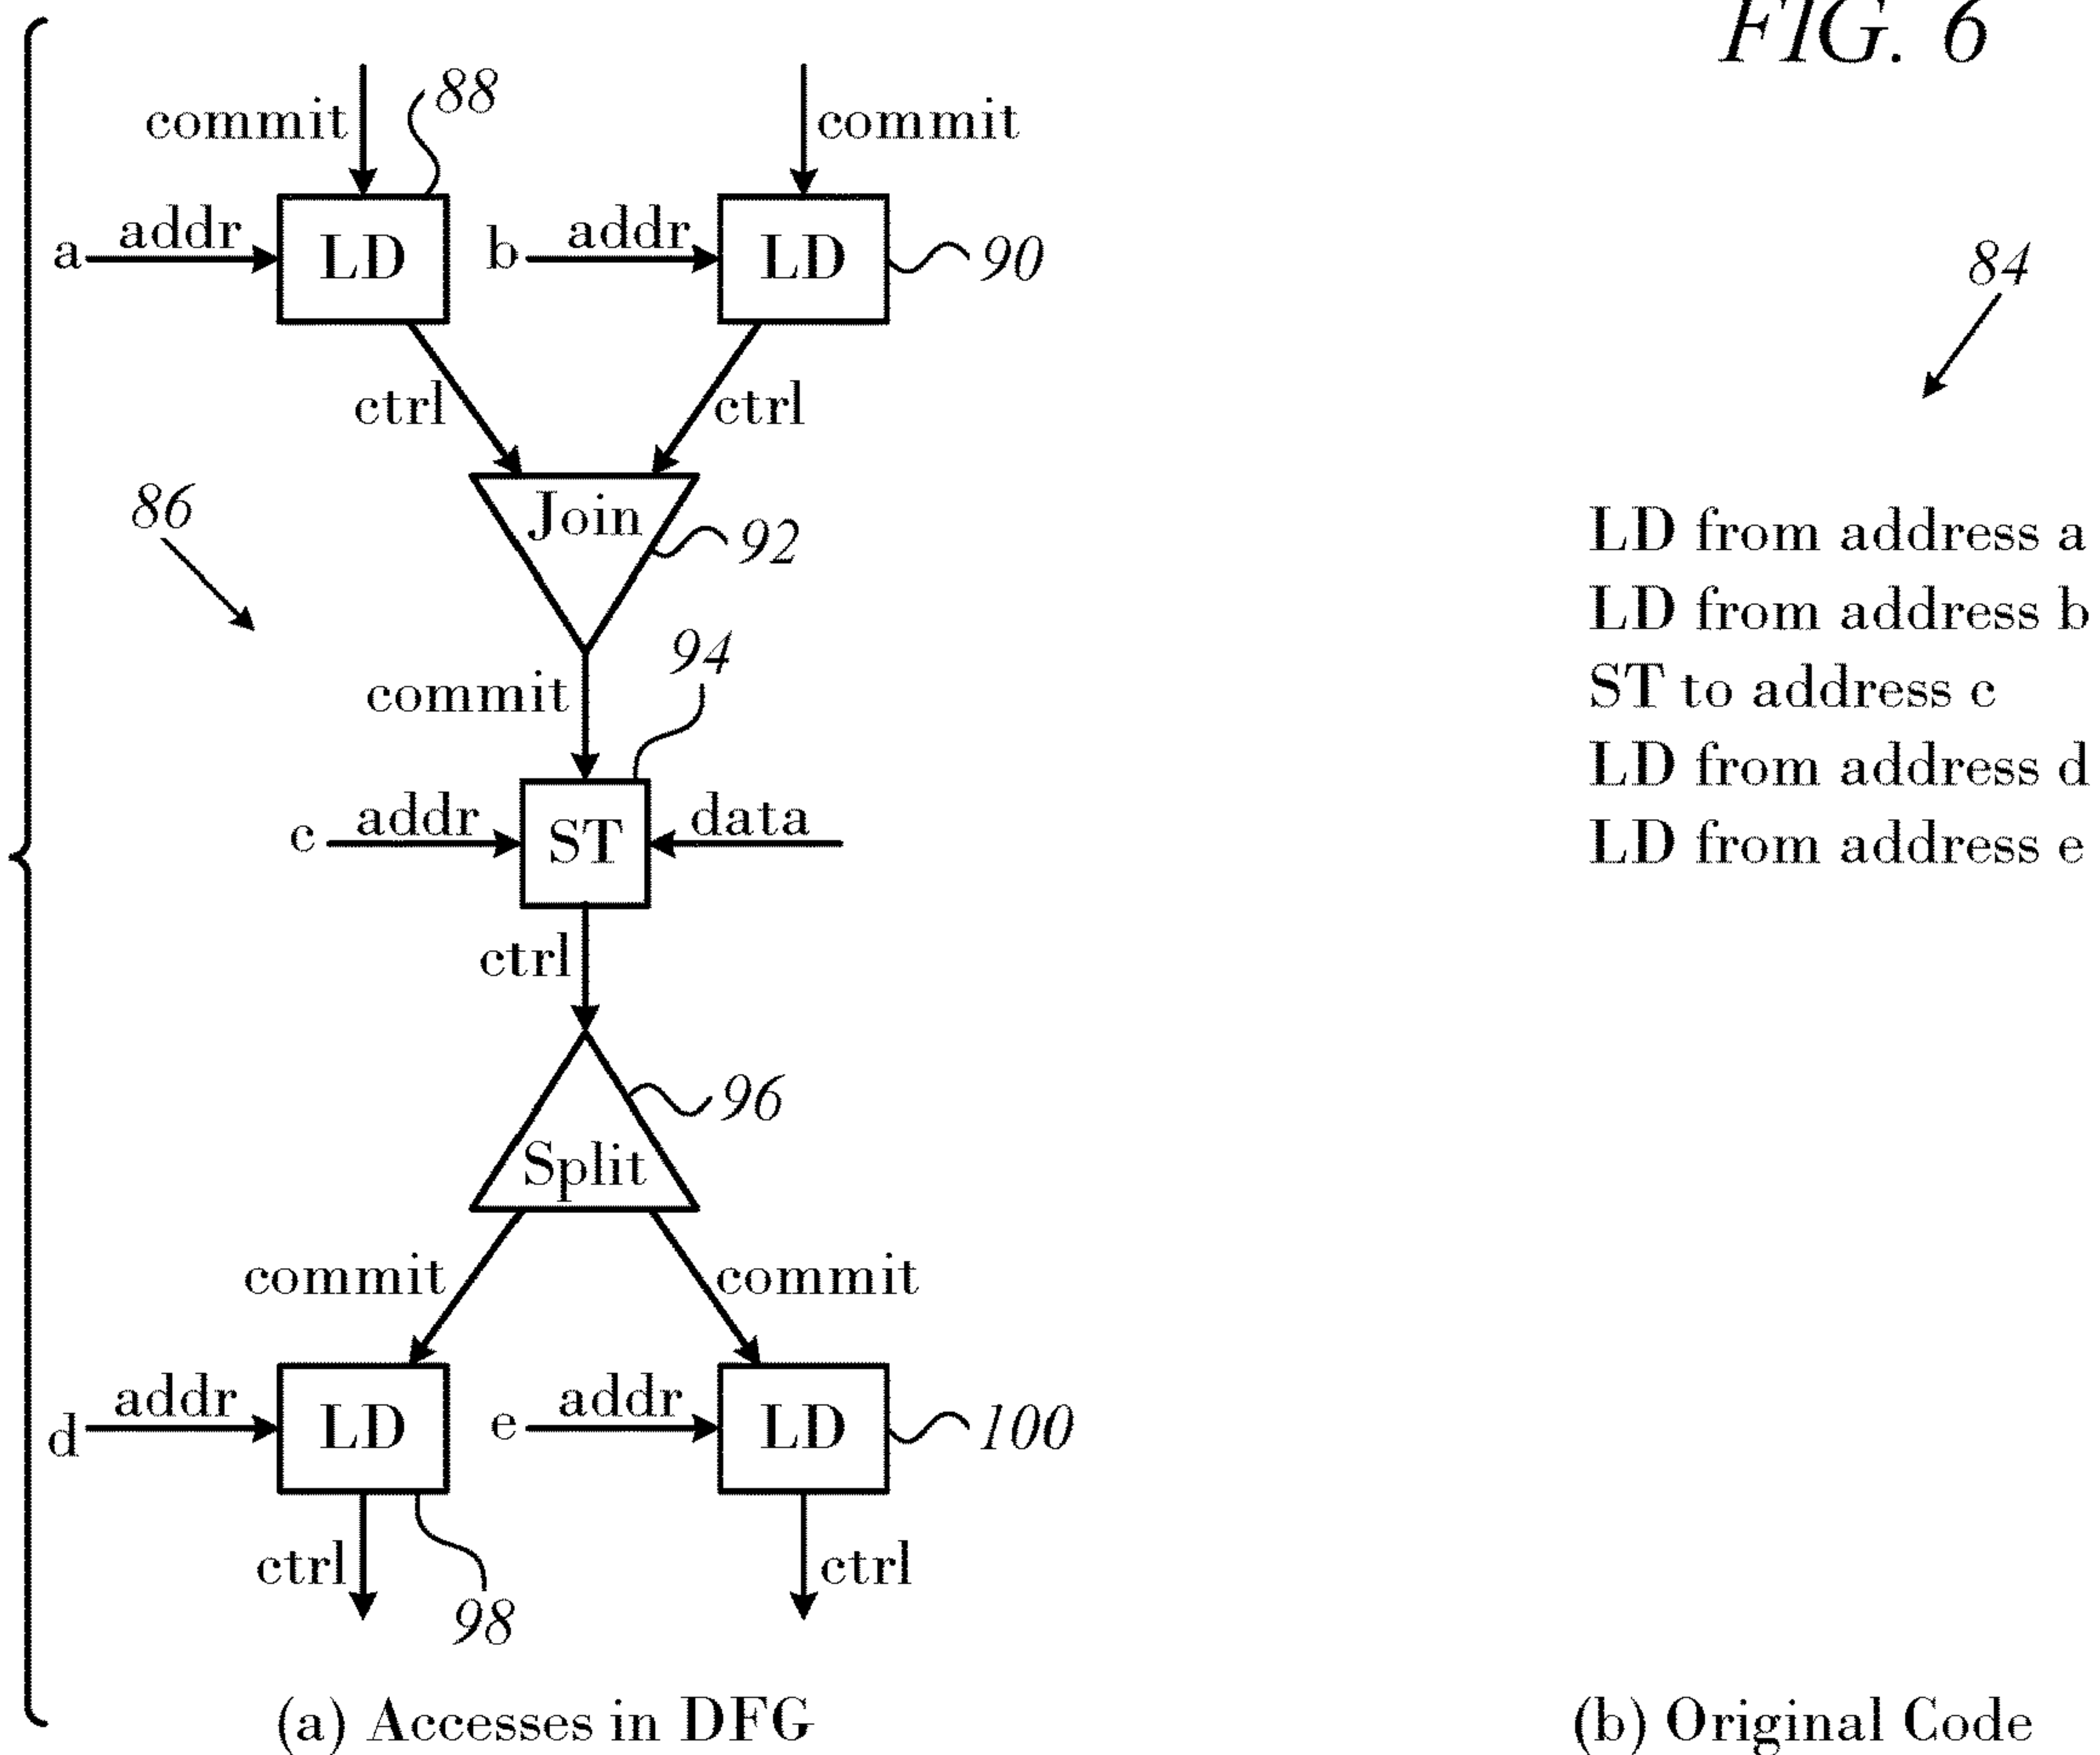 FIG. 6
88
commit
commit
a addr LD
b addr LD
90
84
ctrl
ctrl
Join
92
86
LD from address a
LD from address b
ST to address c
LD from address d
LD from address e
94
commit
c addr ST data
ctrl
96
Split
commit
commit
d addr LD
e addr LD
100
ctrl
ctrl
98
(a) Accesses in DFG
(b) Original Code